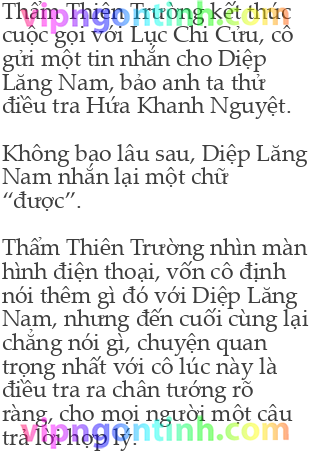 Thẩm Thiên Trường kết thúc
cuộc gọi với Lục Chi Cửu, cô
gửi một tin nhắn cho Diệp
Lăng Nam, bảo anh ta thử
điều tra Hứa Khanh Nguyệt.
Không bao lâu sau, Diệp Lăng
Nam nhắn lại một chữ
“được”.
Thẩm Thiên Trường nhìn màn
hình điện thoại, vốn cô định
nói thêm gì đó với Diệp Lăng
Nam, nhưng đến cuối cùng lại
chẳng nói gì, chuyện quan
trọng nhất với cô lúc này là
điều tra ra chân tướng rõ
ràng, cho mọi người một câu
trả lời hợp lý.
vipngontinh.com
vipngontinh.com